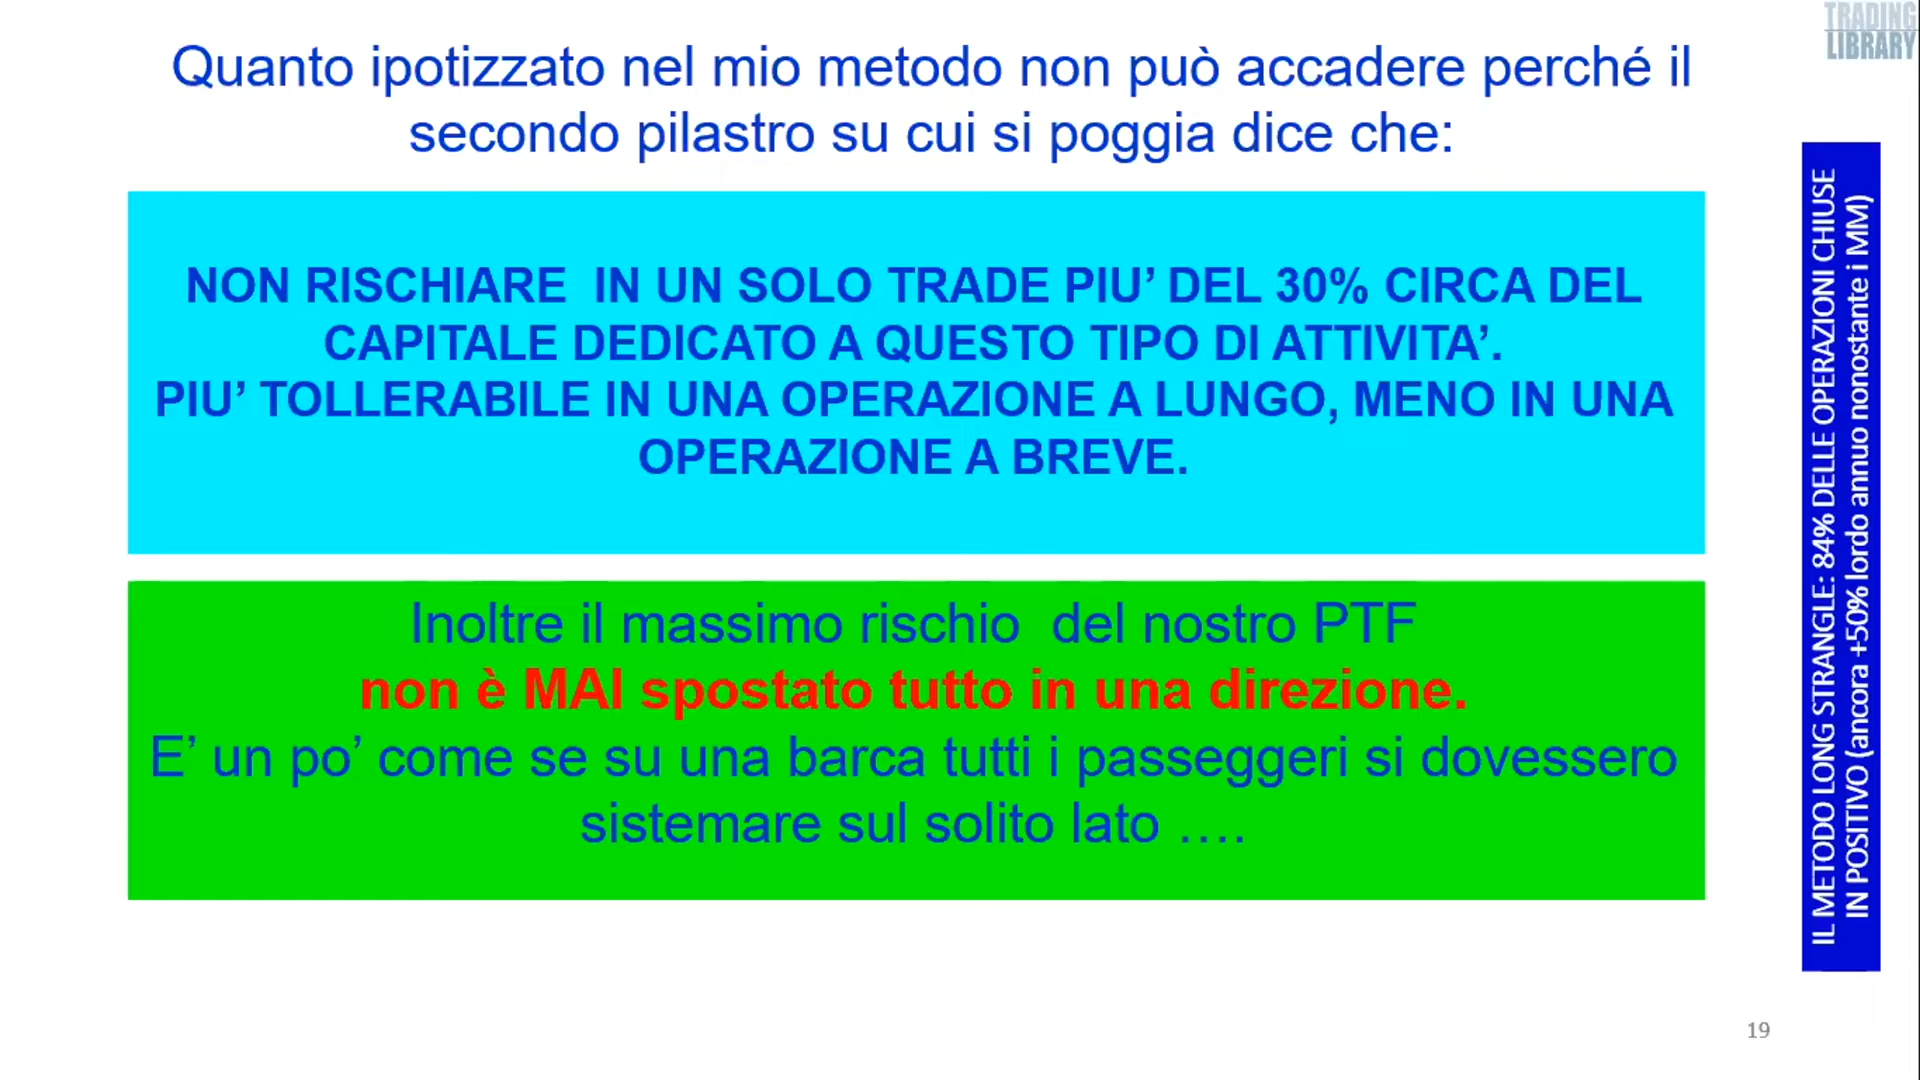 TRADING
LIBRARY
Quanto ipotizzato nel mio metodo non può accadere perché il
secondo pilastro su cui si poggia dice che:
NON RISCHIARE  IN UN SOLO TRADE PIU’ DEL 30% CIRCA DEL
CAPITALE DEDICATO A QUESTO TIPO DI ATTIVITA’.
PIU’ TOLLERABILE IN UNA OPERAZIONE A LUNGO, MENO IN UNA
OPERAZIONE A BREVE.
Inoltre il massimo rischio  del nostro PTF
non è MAI spostato tutto in una direzione.
E’ un po’ come se su una barca tutti i passeggeri si dovessero
sistemare sul solito lato ….
IL METODO LONG STRANGLE: 84% DELLE OPERAZIONI CHIUSE
IN POSITIVO (ancora +50% lordo annuo nonostante i MM)
19